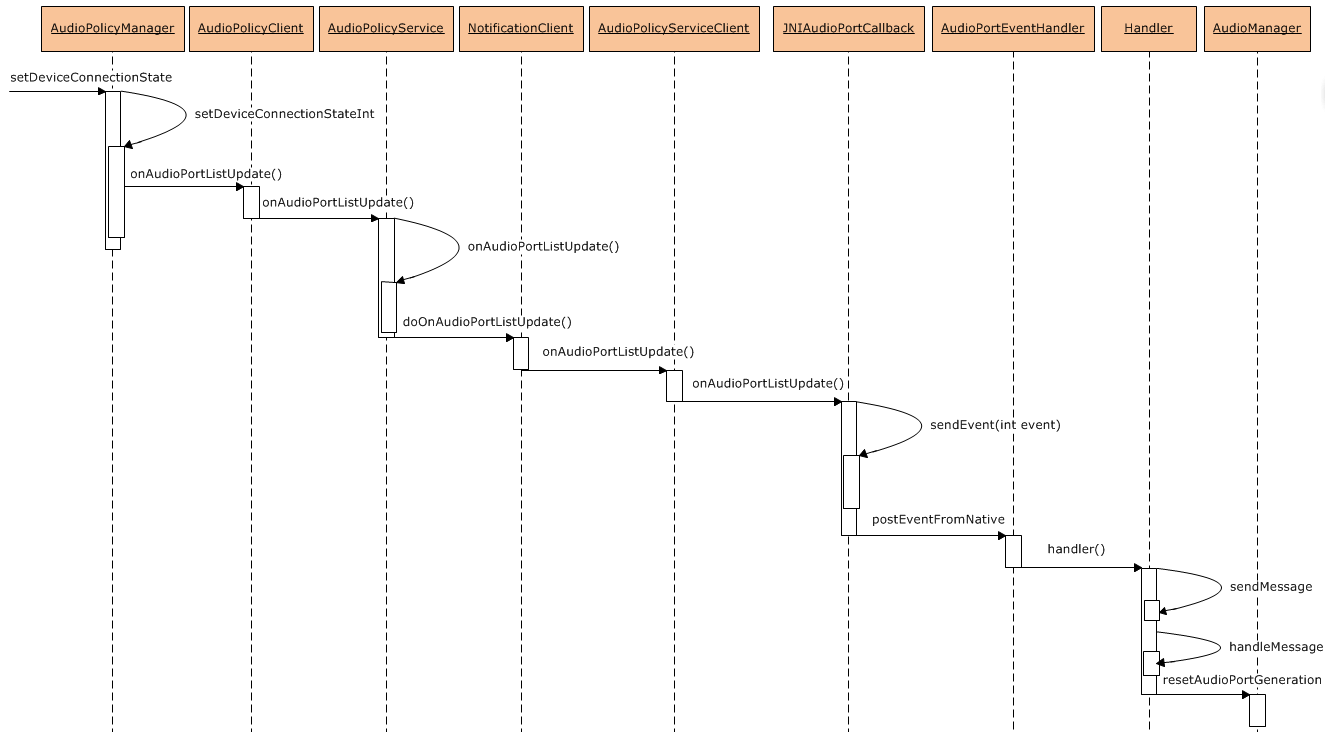 AudioPolicyManager
AudioPolicyClient
AudioPolicyService
NotificationClient
AudioPolicyServiceClient
JNIAudioPortCallback
AudioPortEventHandler
Handler
AudioManager
setDeviceConnectionState
setDeviceConnectionStateInt
onAudioPortListUpdate()
onAudioPortListUpdate()
onAudioPortListUpdate()
doOnAudioPortListUpdate()
onAudioPortListUpdate()
onAudioPortListUpdate()
sendEvent(int event)
postEventFromNative
handler()
sendMessage
handleMessage
resetAudioPortGeneration